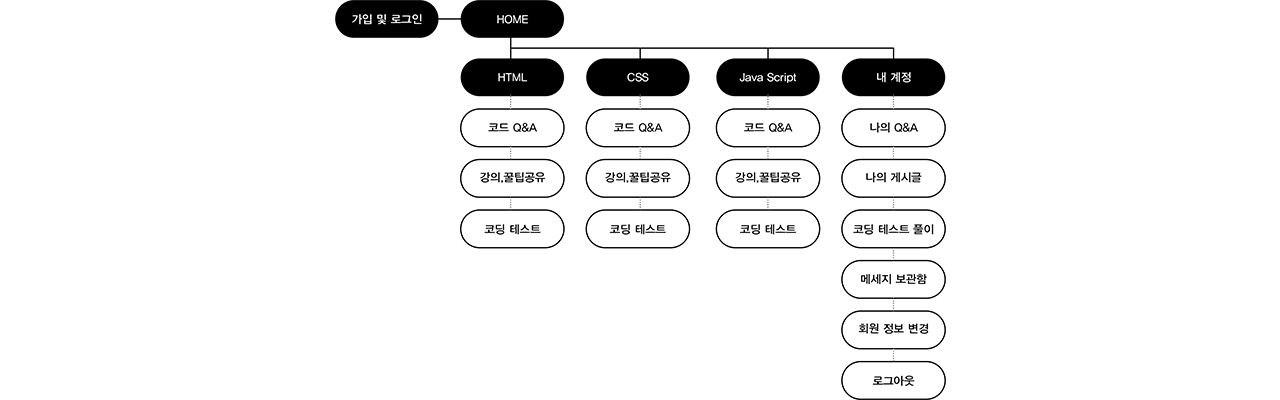 가입 및 로그인
HOME
HTML
CSS
Java Script
내 계정
코드 Q&A
코드 Q&A
코드 Q&A
나의 Q&A
강의,꿀팁공유
강의,꿀팁공유
강의,꿀팁공유
나의 게시글
코딩 테스트
코딩 테스트
코딩 테스트
코딩 테스트 풀이
메세지 보관함
회원 정보 변경
로그아웃